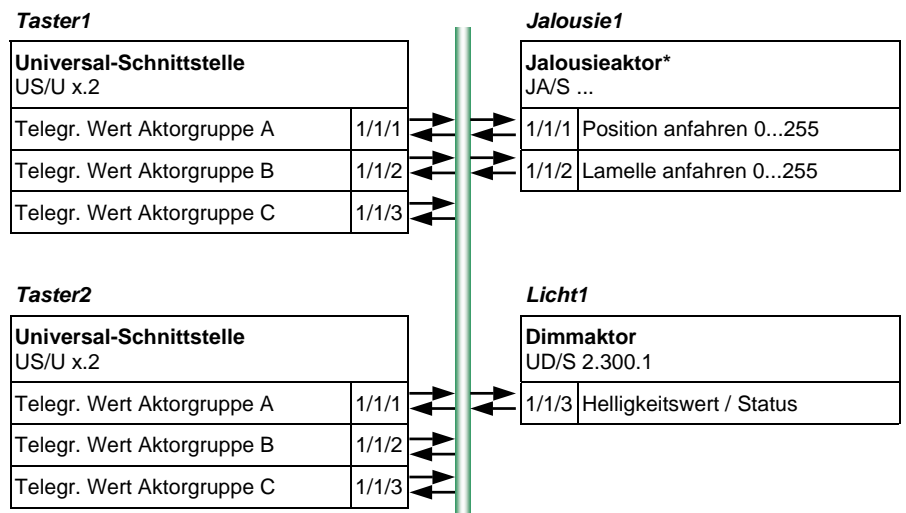 Taster1
Universal-Schnittstelle
US/U x.2
Telegr. Wert Aktorgruppe A 1/1/1
Telegr. Wert Aktorgruppe B 1/1/2
Telegr. Wert Aktorgruppe C 1/1/3
Jalousie1
Jalousieaktor*
JA/S ...
1/1/1 Position anfahren 0...255
1/1/2 Lamelle anfahren 0...255
Taster2
Universal-Schnittstelle
US/U x.2
Telegr. Wert Aktorgruppe A 1/1/1
Telegr. Wert Aktorgruppe B 1/1/2
Telegr. Wert Aktorgruppe C 1/1/3
Licht1
Dimmaktor
UD/S 2.300.1
1/1/3 Helligkeitswert / Status